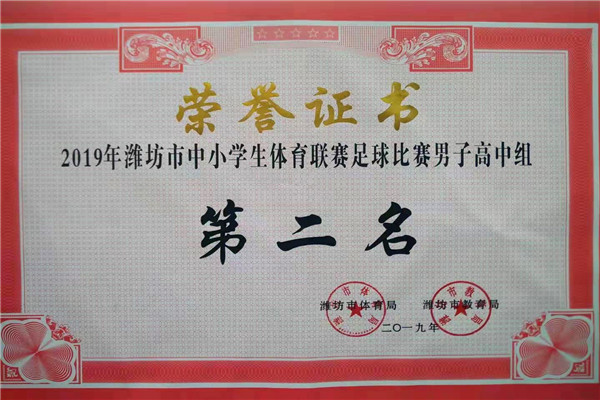 荣誉证书
2019年潍坊市中小学生体育联赛足球比赛男子高中组
第二名
潍坊市体育局 潍坊市教育局
二〇一九年